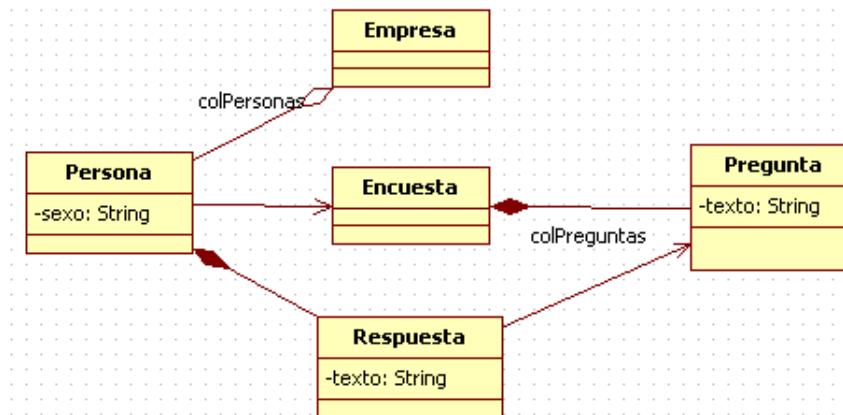 Empresa
colPersonas
Persona
-sexo: String
Encuesta
Pregunta
-texto: String
colPreguntas
Respuesta
-texto: String